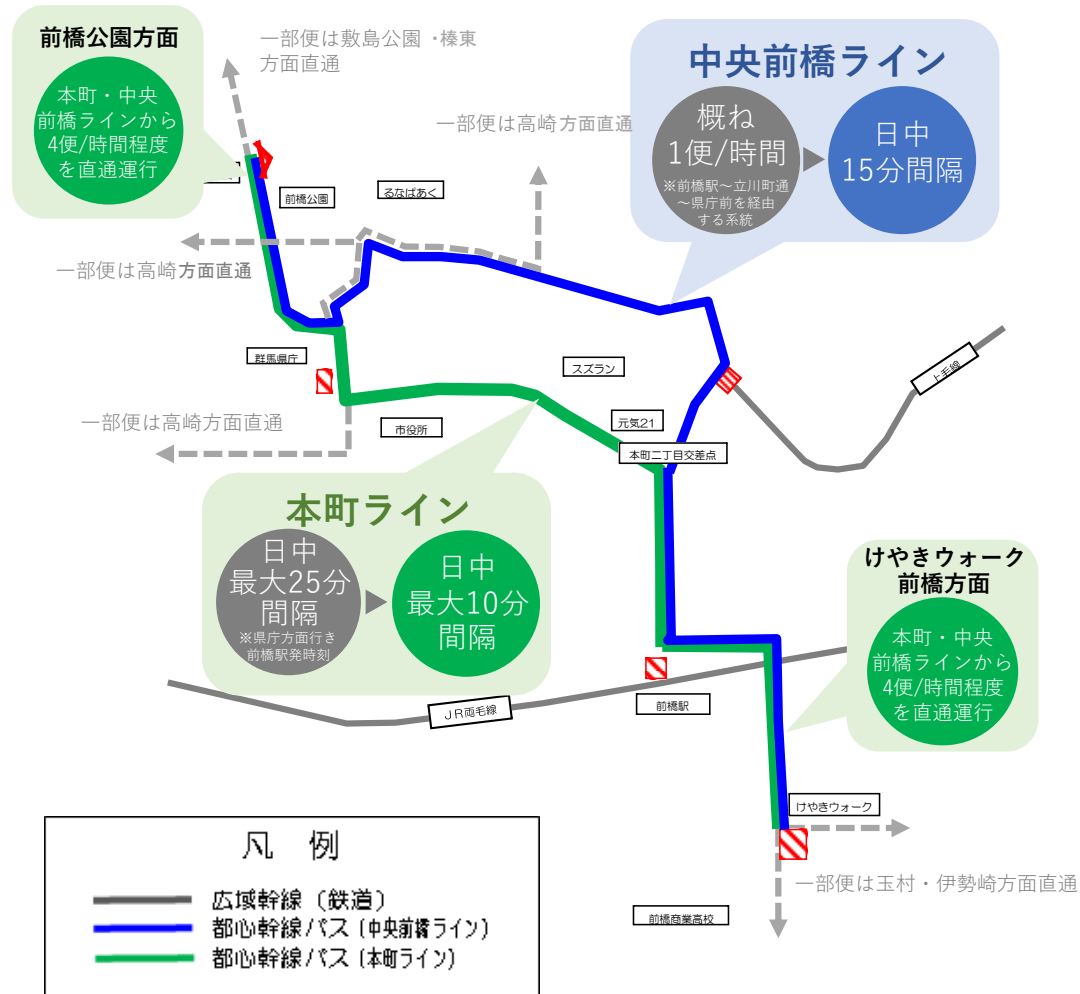 前橋公園方面
本町・中央
前橋ラインから
4便/時間程度
を直通運行
一部便は敷島公園・榛東
方面直通
一部便は高崎方面直通
中央前橋ライン
概ね
1便/時間
※前橋駅～立川町通
～県庁前を経由
する系統
日中
15分間隔
前橋公園
るなぱあく
一部便は高崎方面直通
群馬県庁
スズラン
上毛線
一部便は高崎方面直通
市役所
元気21
本町二丁目交差点
本町ライン
日中
最大25分
間隔
※県庁方面行き
前橋駅発時刻
日中
最大10分
間隔
けやきウォーク
前橋方面
本町・中央
前橋ラインから
4便/時間程度
を直通運行
JR両毛線
前橋駅
けやきウォーク
一部便は玉村・伊勢崎方面直通
前橋商業高校
凡 例
広域幹線（鉄道）
都心幹線バス（中央前橋ライン）
都心幹線バス（本町ライン）